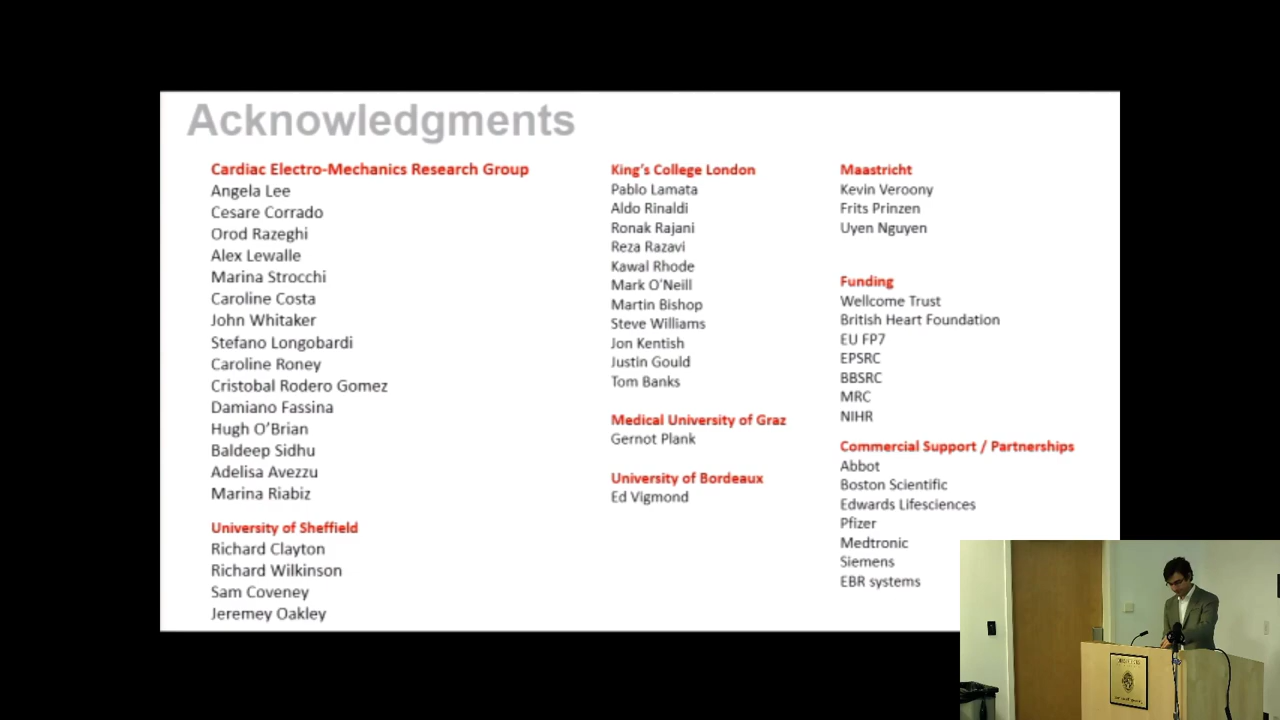 Acknowledgments
Cardiac Electro-Mechanics Research Group
Angela Lee
Cesare Corrado
Orod Razeghi
Alex Lewalle
Marina Strocchi
Caroline Costa
John Whitaker
Stefano Longobardi
Caroline Roney
Cristobal Rodero Gomez
Damiano Fassina
Hugh O'Brian
Baldeep Sidhu
Adelisa Avezzu
Marina Riabiz
University of Sheffield
Richard Clayton
Richard Wilkinson
Sam Coveney
Jeremey Oakley
King's College London
Pablo Lamata
Aldo Rinaldi
Ronak Rajani
Reza Razavi
Kawal Rhode
Mark O'Neill
Martin Bishop
Steve Williams
Jon Kentish
Justin Gould
Tom Banks
Medical University of Graz
Gernot Plank
University of Bordeaux
Ed Vigmond
Maastricht
Kevin Veroony
Frits Prinzen
Uyen Nguyen
Funding
Wellcome Trust
British Heart Foundation
EU FP7
EPSRC
BBSRC
MRC
NIHR
Commercial Support / Partnerships
Abbot
Boston Scientific
Edwards Lifesciences
Pfizer
Medtronic
Siemens
EBR systems